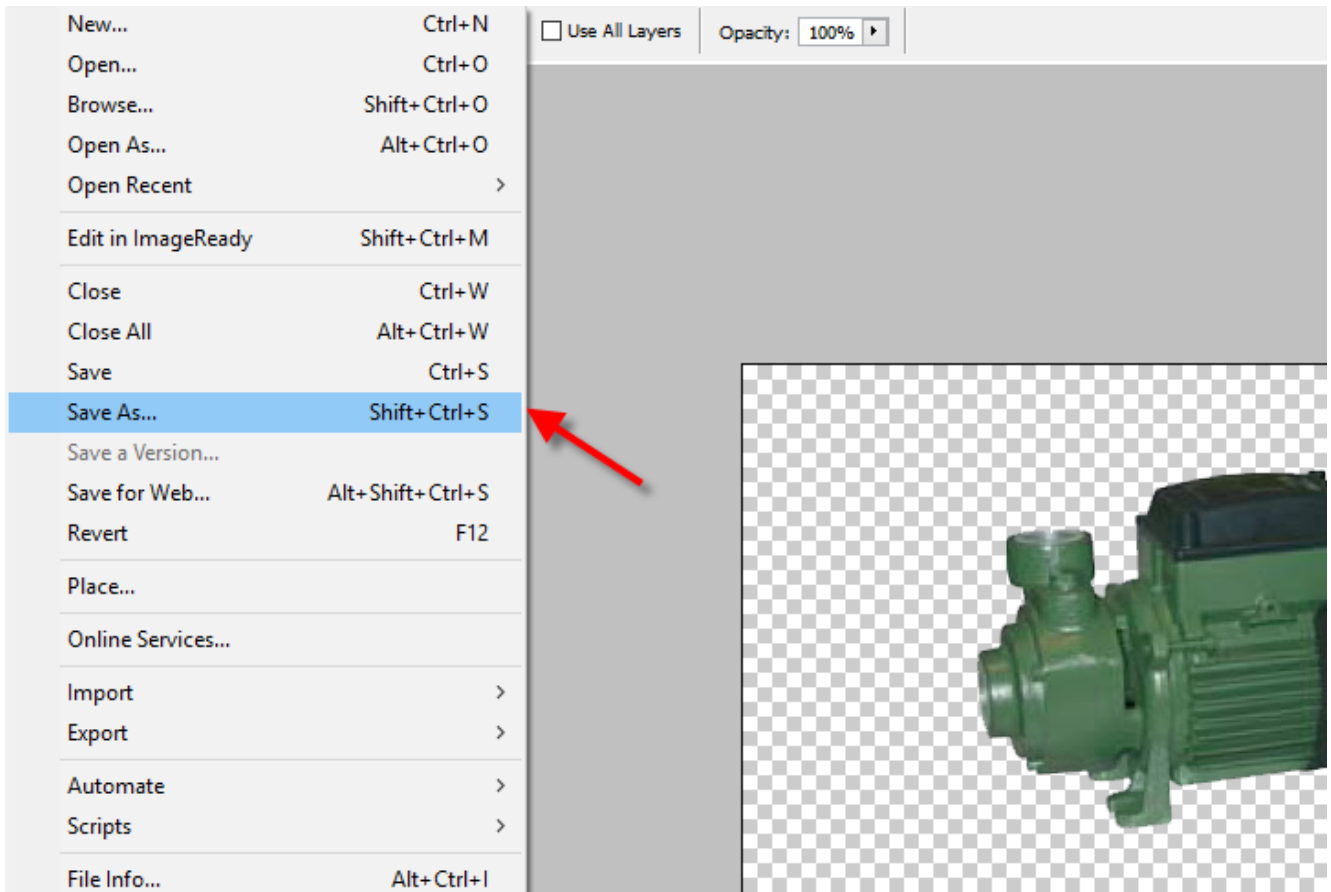 New... Ctrl+N
Use All Layers Opacity: 100%
Open... Ctrl+O
Browse... Shift+Ctrl+O
Open As... Alt+Ctrl+O
Open Recent
Edit in ImageReady Shift+Ctrl+M
Close Ctrl+W
Close All Alt+Ctrl+W
Save Ctrl+S
Save As... Shift+Ctrl+S
Save a Version...
Save for Web... Alt+Shift+Ctrl+S
Revert F12
Place...
Online Services...
Import
Export
Automate
Scripts
File Info... Alt+Ctrl+I